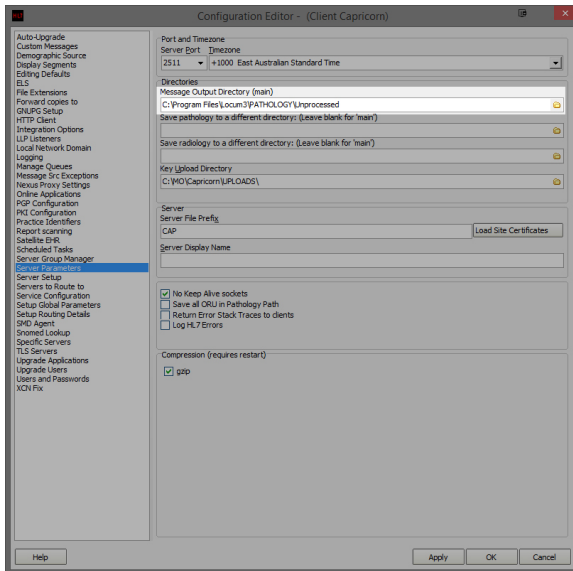 Configuration Editor - (Client Capricorn)
Auto-Upgrade
Custom Messages
Demographic Source
Display Segments
Editing Defaults
ELS
File Extensions
Forward copies to
GNUPG Setup
HTTP Client
Integration Options
LLP Listeners
Local Network Domain
Logging
Manage Queues
Message Src Exceptions
Nexus Proxy Settings
Online Applications
PGP Configuration
PKI Configuration
Practice Identifiers
Report scanning
Satellite EHR
Scheduled Tasks
Server Group Manager
Server Parameters
Server Setup
Servers to Route to
Service Configuration
Setup Global Parameters
Setup Routing Details
SMD Agent
Snomed Lookup
Specific Servers
TLS Servers
Upgrade Applications
Upgrade Users
Users and Passwords
XCN Fix
Port and Timezone
Server Port Timezone
2511 +1000 East Australian Standard Time
Directories
Message Output Directory (main)
C:\Program Files\Locum3\PATHOLOGY\Unprocessed
Save pathology to a different directory: (Leave blank for 'main')
Save radiology to a different directory: (Leave blank for 'main')
Key Upload Directory
C:\MO\Capricorn\UPLOADS\
Server
Server File Prefix
CAP Load Site Certificates
Server Display Name
No Keep Alive sockets
Save all ORU in Pathology Path
Return Error Stack Traces to clients
Log HL7 Errors
Compression (requires restart)
gzip
Help Apply OK Cancel